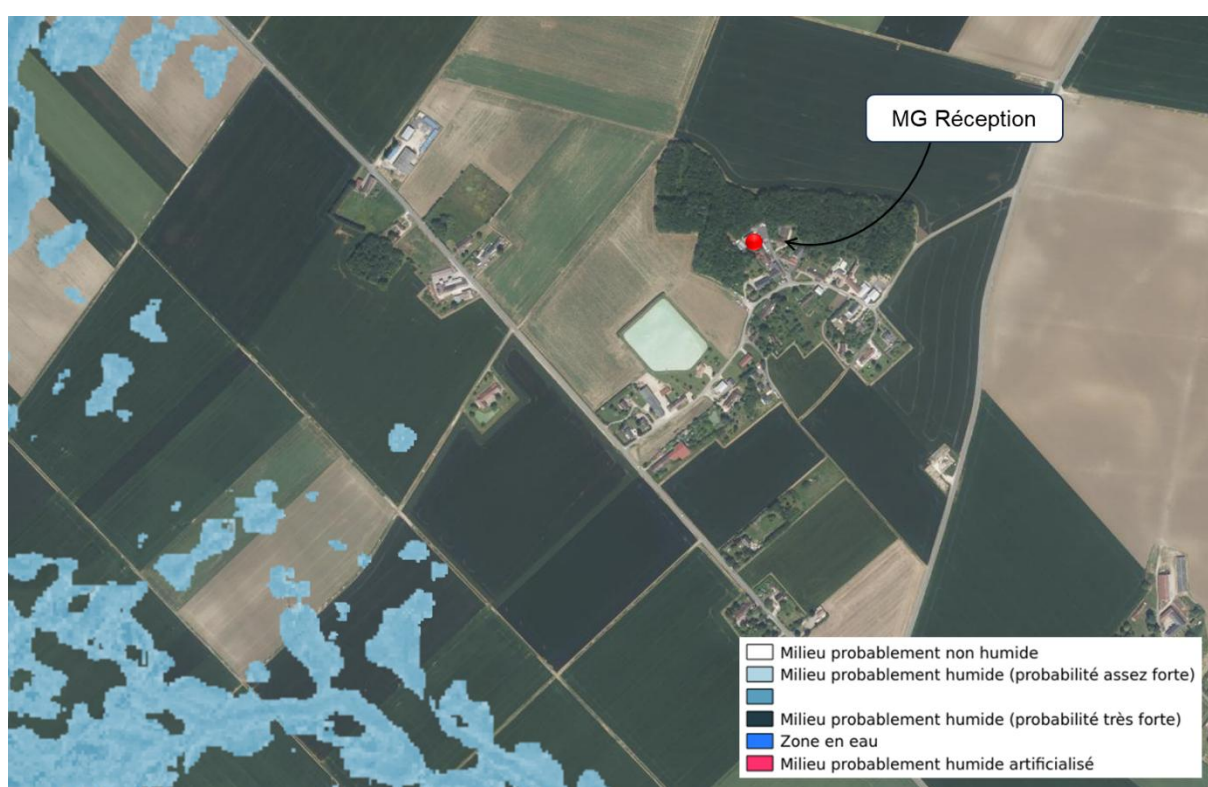 MG Réception
Milieu probablement non humide
Milieu probablement humide (probabilité assez forte)
Milieu probablement humide (probabilité très forte)
Zone en eau
Milieu probablement humide artificialisé